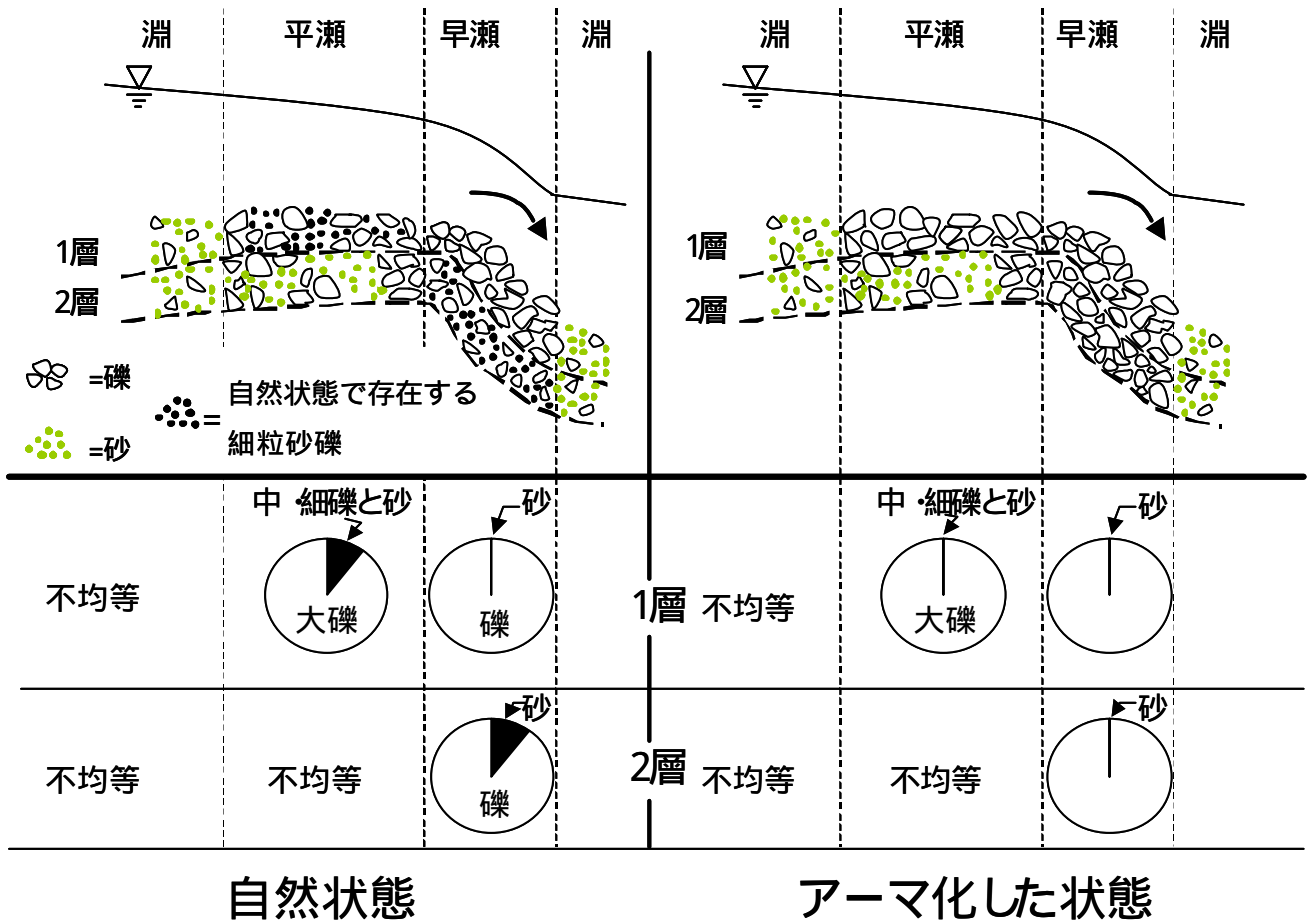 淵 平瀬 早瀬 淵
淵 平瀬 早瀬 淵
1層
2層
1層
2層
=礫
=砂
=自然状態で存在する
細粒砂礫
中・細礫と砂
砂
不均等
大礫
礫
1層
中・細礫と砂
砂
不均等
大礫
砂
不均等
不均等
礫
2層
砂
不均等
不均等
自然状態
アーマ化した状態